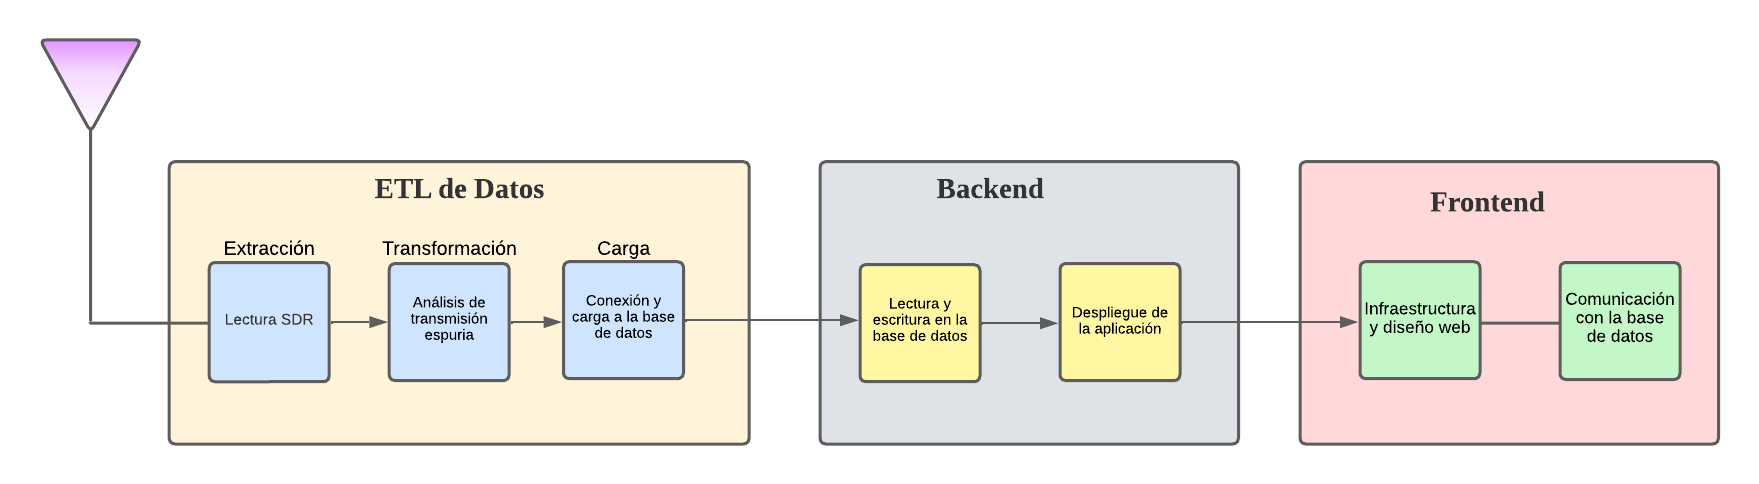 ETL de Datos
Extracción
Lectura SDR
Transformación
Análisis de
transmisión
espuria
Carga
Conexión y
carga a la base
de datos
Backend
Lectura y
escritura en la
base de datos
Despliegue de
la aplicación
Frontend
Infraestructura
y diseño web
Comunicación
con la base
de datos